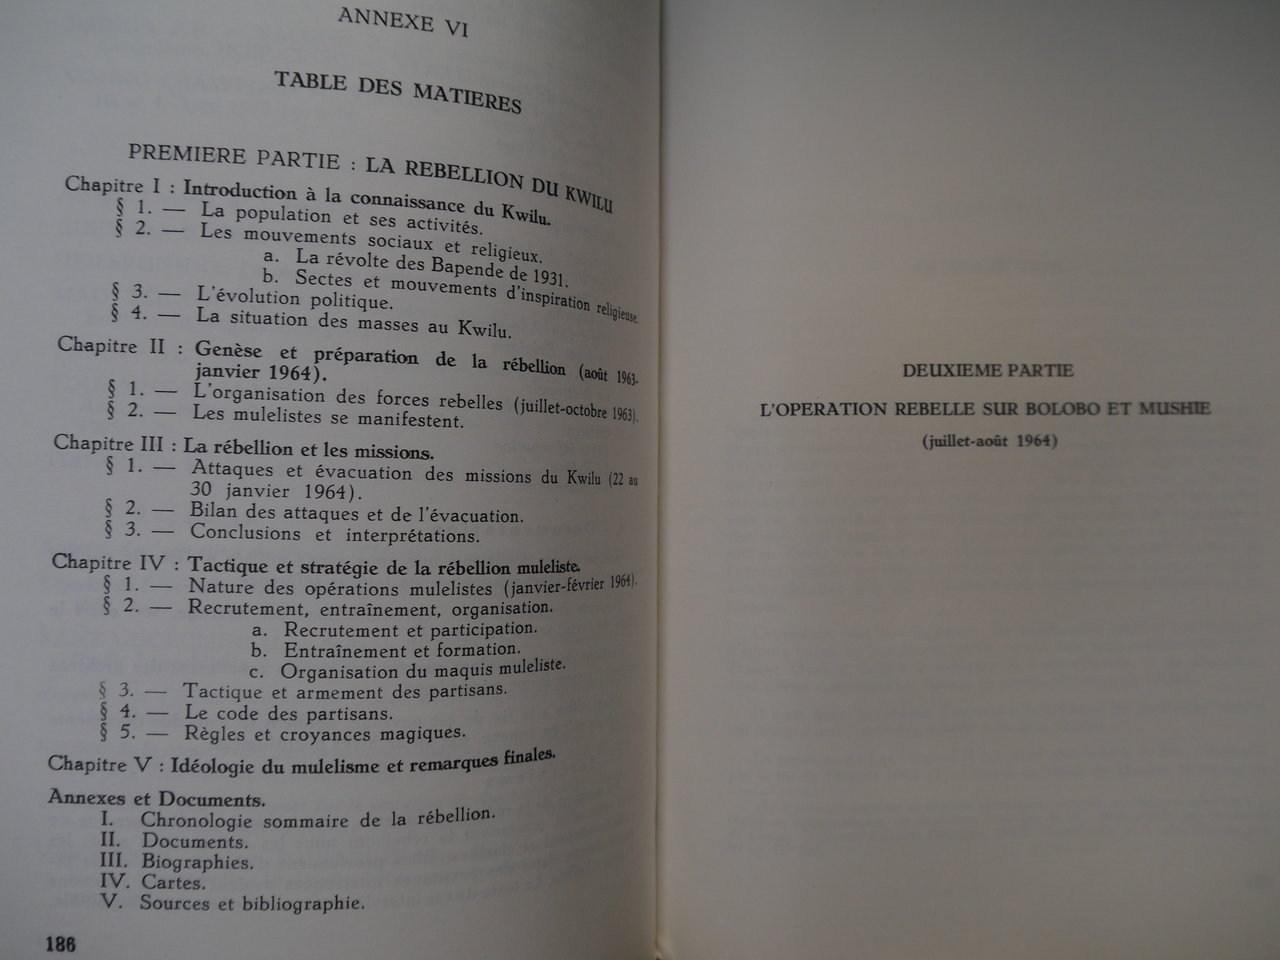 ANNEXE VI
TABLE DES MATIERES
PREMIERE PARTIE : LA REBELLION DU KWILU
Chapitre I : Introduction à la connaissance du Kwilu.
§ 1. — La population et ses activités.
§ 2. — Les mouvements sociaux et religieux.
a. La révolte des Bapende de 1931.
b. Sectes et mouvements d'inspiration religieuse.
§ 3. — L'évolution politique.
§ 4. — La situation des masses au Kwilu.
Chapitre II : Genèse et préparation de la rébellion (août 1963-
janvier 1964).
§ 1. — L'organisation des forces rebelles (juillet-octobre 1963).
§ 2. — Les mulelistes se manifestent.
Chapitre III : La rébellion et les missions.
§ 1. — Attaques et évacuation des missions du Kwilu (22 au
30 janvier 1964).
§ 2. — Bilan des attaques et de l'évacuation.
§ 3. — Conclusions et interprétations.
Chapitre IV : Tactique et stratégie de la rébellion muleliste.
§ 1. — Nature des opérations mulelistes (janvier-février 1964).
§ 2. — Recrutement, entraînement, organisation.
a. Recrutement et participation.
b. Entraînement et formation.
c. Organisation du maquis muleliste.
§ 3. — Tactique et armement des partisans.
§ 4. — Le code des partisans.
§ 5. — Règles et croyances magiques.
Chapitre V : Idéologie du mulelisme et remarques finales.
Annexes et Documents.
I. Chronologie sommaire de la rébellion.
II. Documents.
III. Biographies.
IV. Cartes.
V. Sources et bibliographie.
186
DEUXIEME PARTIE
L'OPERATION REBELLE SUR BOLOBO ET MUSHIE
(juillet-août 1964)